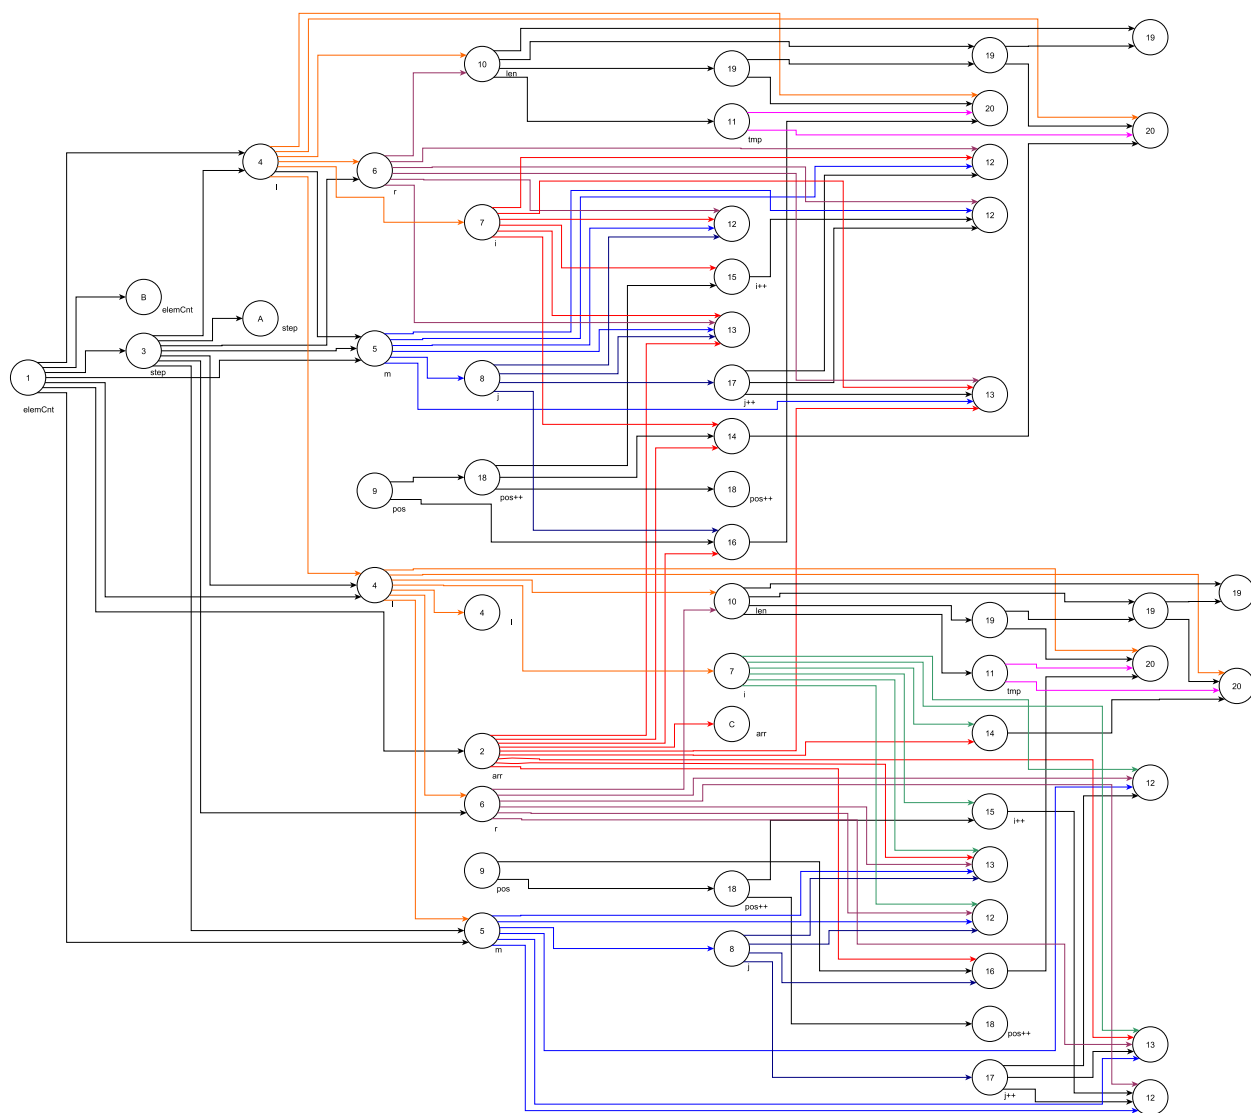 19
19
10
len
19
20
11
tmp
20
4
l
6
r
12
7
i
12
12
15
i++
B
elemCnt
A
step
13
3
step
5
m
1
elemCnt
8
j
17
j++
13
14
18
pos++
9
pos
18
pos++
16
4
l
10
len
19
19
4
l
19
20
7
i
11
tmp
20
C
arr
14
2
arr
12
6
r
15
i++
13
9
pos
18
pos++
12
5
m
8
j
16
18
pos++
13
17
j++
12